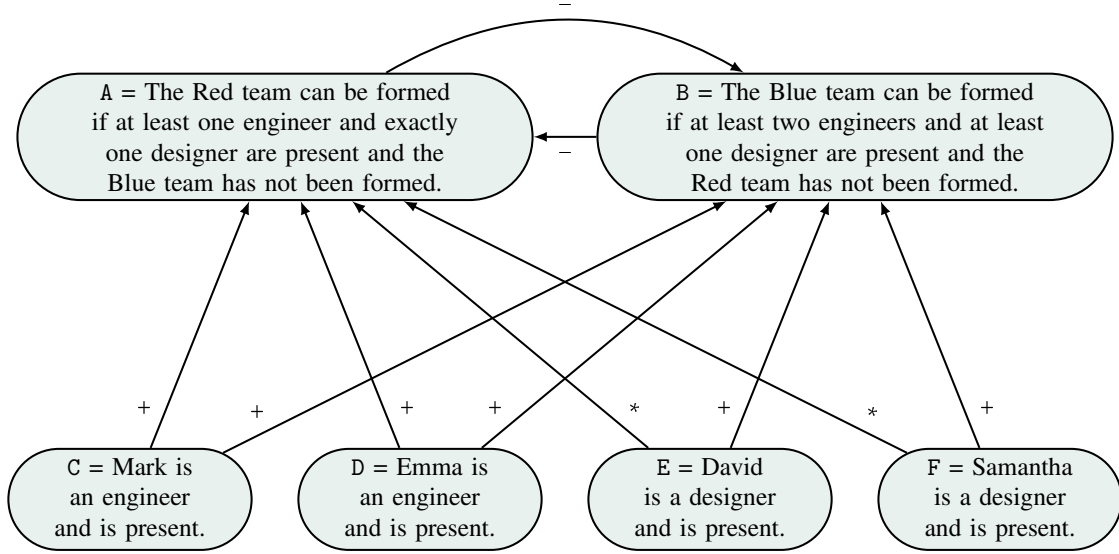 –
A = The Red team can be formed
if at least one engineer and exactly
one designer are present and the
Blue team has not been formed.
B = The Blue team can be formed
if at least two engineers and at least
one designer are present and the
Red team has not been formed.
–
+
+
+
+
*
+
*
+
C = Mark is
an engineer
and is present.
D = Emma is
an engineer
and is present.
E = David
is a designer
and is present.
F = Samantha
is a designer
and is present.